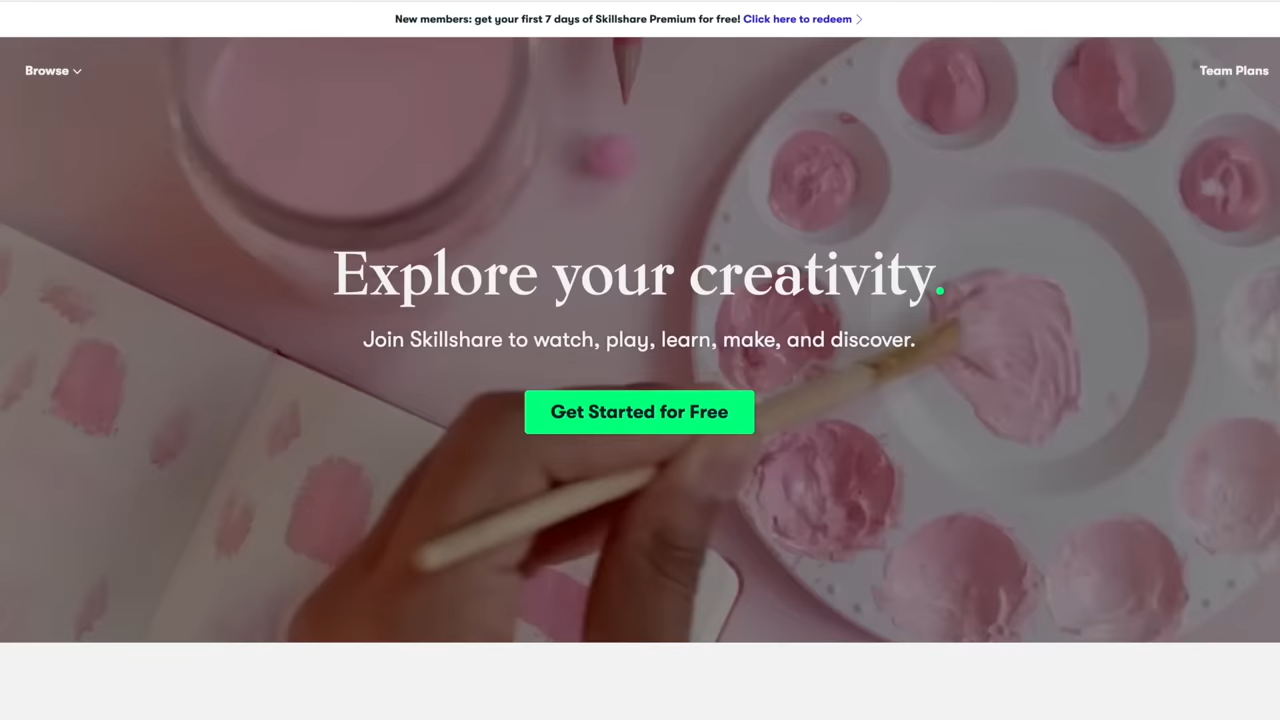 New members: get your first 7 days of Skillshare Premium for free! Click here to redeem
Browse
Team Plans
Explore your creativity.
Join Skillshare to watch, play, learn, make, and discover.
Get Started for Free